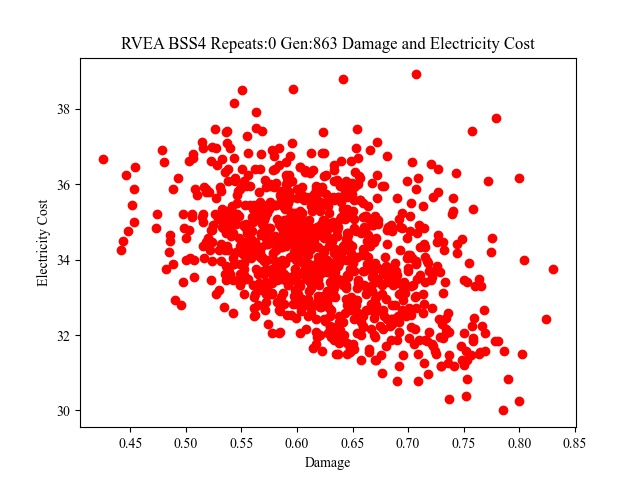 RVEA BSS4 Repeats:0 Gen:863 Damage and Electricity Cost
38
36
34
32
30
Electricity Cost
0.45 0.50 0.55 0.60 0.65 0.70 0.75 0.80 0.85
Damage